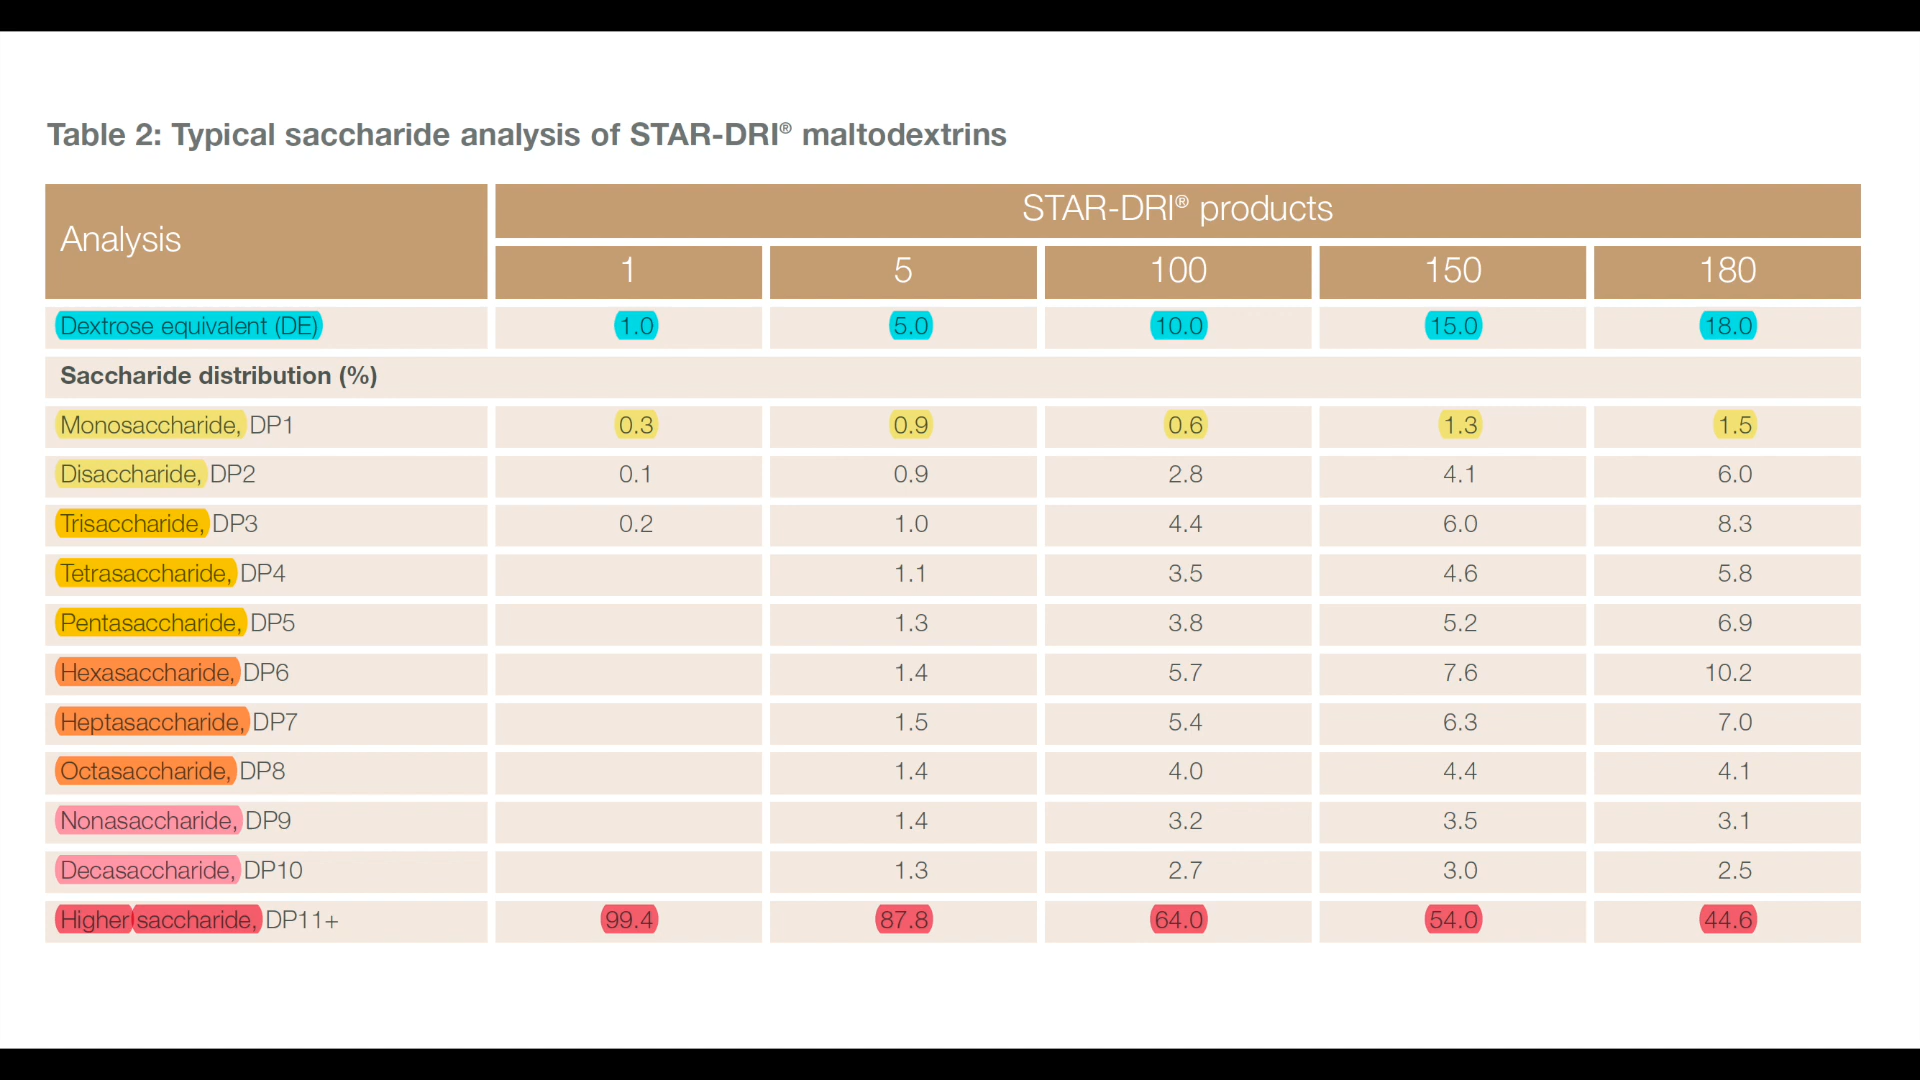 Table 2: Typical saccharide analysis of STAR-DRI® maltodextrins
Analysis
STAR-DRI® products
1 5 100 150 180
Dextrose equivalent (DE) 1.0 5.0 10.0 15.0 18.0
Saccharide distribution (%)
Monosaccharide, DP1 0.3 0.9 0.6 1.3 1.5
Disaccharide, DP2 0.1 0.9 2.8 4.1 6.0
Trisaccharide, DP3 0.2 1.0 4.4 6.0 8.3
Tetrasaccharide, DP4 1.1 3.5 4.6 5.8
Pentasaccharide, DP5 1.3 3.8 5.2 6.9
Hexasaccharide, DP6 1.4 5.7 7.6 10.2
Heptasaccharide, DP7 1.5 5.4 6.3 7.0
Octasaccharide, DP8 1.4 4.0 4.4 4.1
Nonasaccharide, DP9 1.4 3.2 3.5 3.1
Decasaccharide, DP10 1.3 2.7 3.0 2.5
Higher saccharide, DP11+ 99.4 87.8 64.0 54.0 44.6